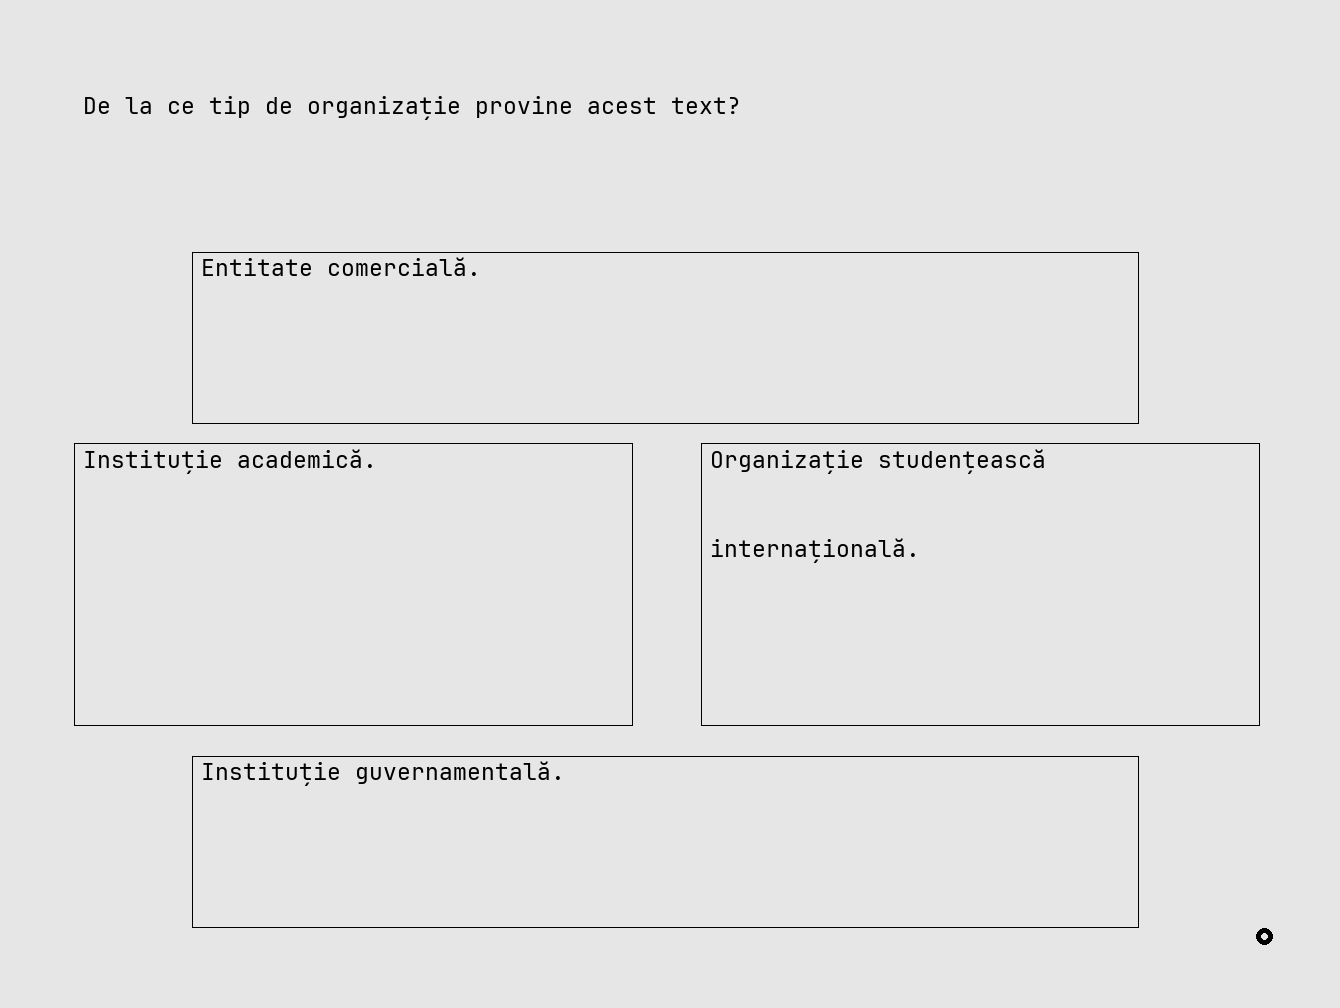 De la ce tip de organizație provine acest text?
Entitate comercială.
Instituție academică.
Organizație studențească
internațională.
Instituție guvernamentală.